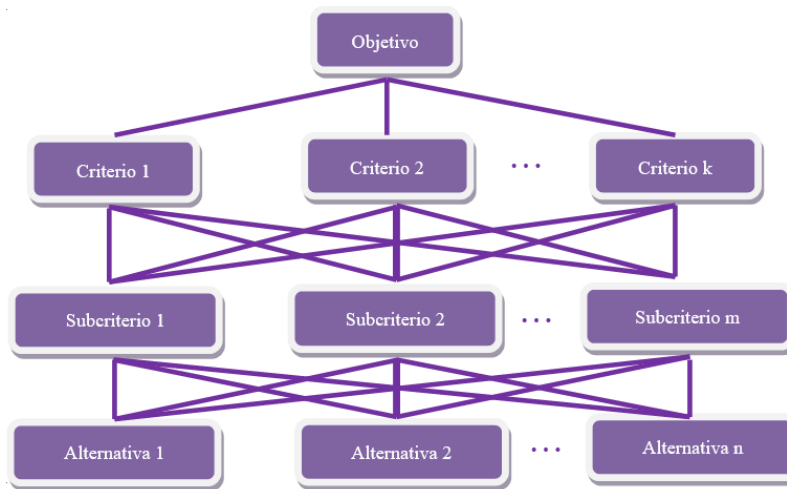 Objetivo
Criterio 1
Criterio 2
...
Criterio k
Subcriterio 1
Subcriterio 2
...
Subcriterio m
Alternativa 1
Alternativa 2
...
Alternativa n